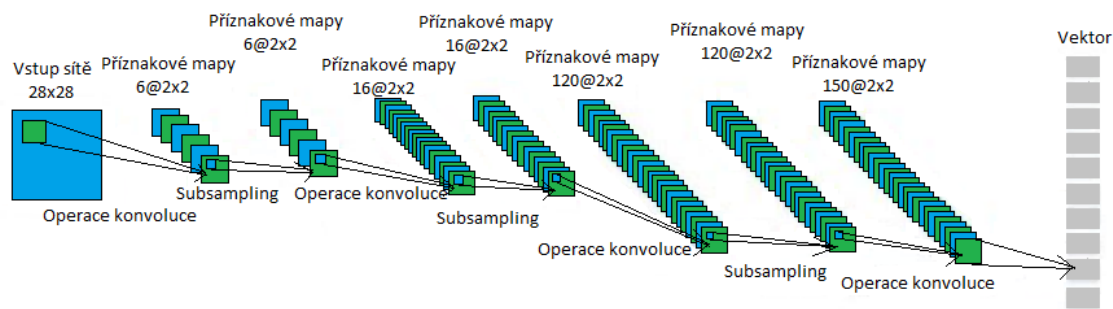 Vstup sítě
28x28
Příznakové mapy
6@2x2
Příznakové mapy
6@2x2
Příznakové mapy
16@2x2
Příznakové mapy
16@2x2
Příznakové mapy
120@2x2
Příznakové mapy
120@2x2
Příznakové mapy
150@2x2
Vektor
Operace konvoluce
Subsampling
Operace konvoluce
Subsampling
Operace konvoluce
Subsampling
Operace konvoluce